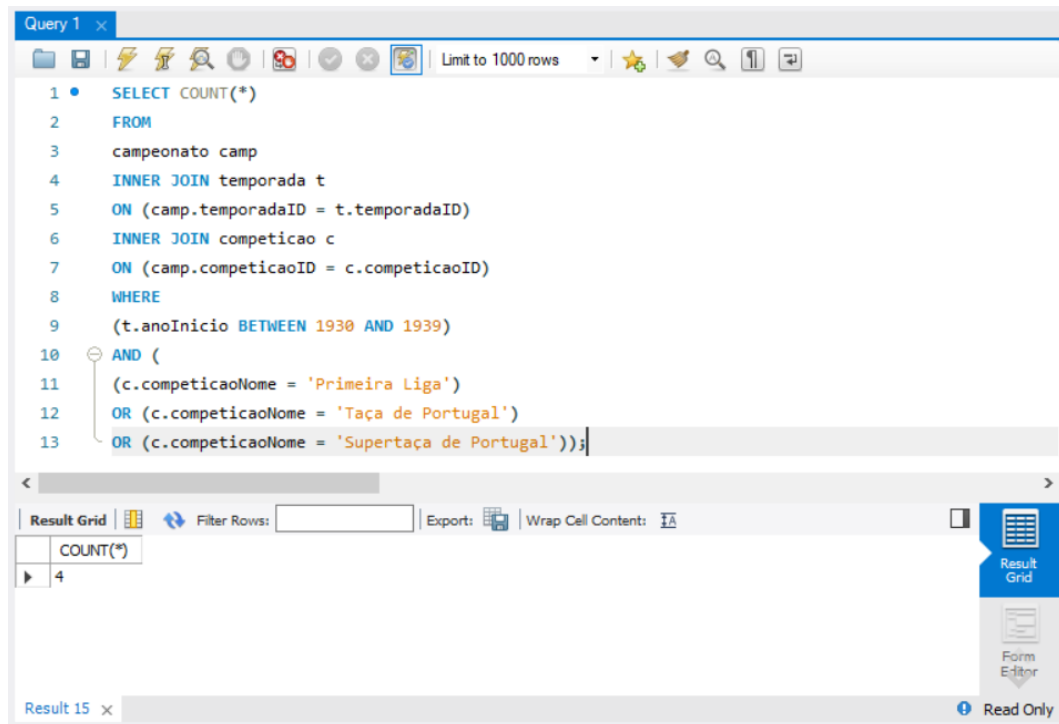 Query 1
Limit to 1000 rows
1 SELECT COUNT(*)
2 FROM
3 campeonato camp
4 INNER JOIN temporada t
5 ON (camp.temporadaID = t.temporadaID)
6 INNER JOIN competicao c
7 ON (camp.competicaoID = c.competicaoID)
8 WHERE
9 (t.anoInicio BETWEEN 1930 AND 1939)
10 AND (
11 (c.competicaoNome = 'Primeira Liga')
12 OR (c.competicaoNome = 'Taça de Portugal')
13 OR (c.competicaoNome = 'Supertaça de Portugal'));
Result Grid Filter Rows: Export: Wrap Cell Content: IA
COUNT(*)
4
Result
Grid
Form
Editor
Result 15
Read Only